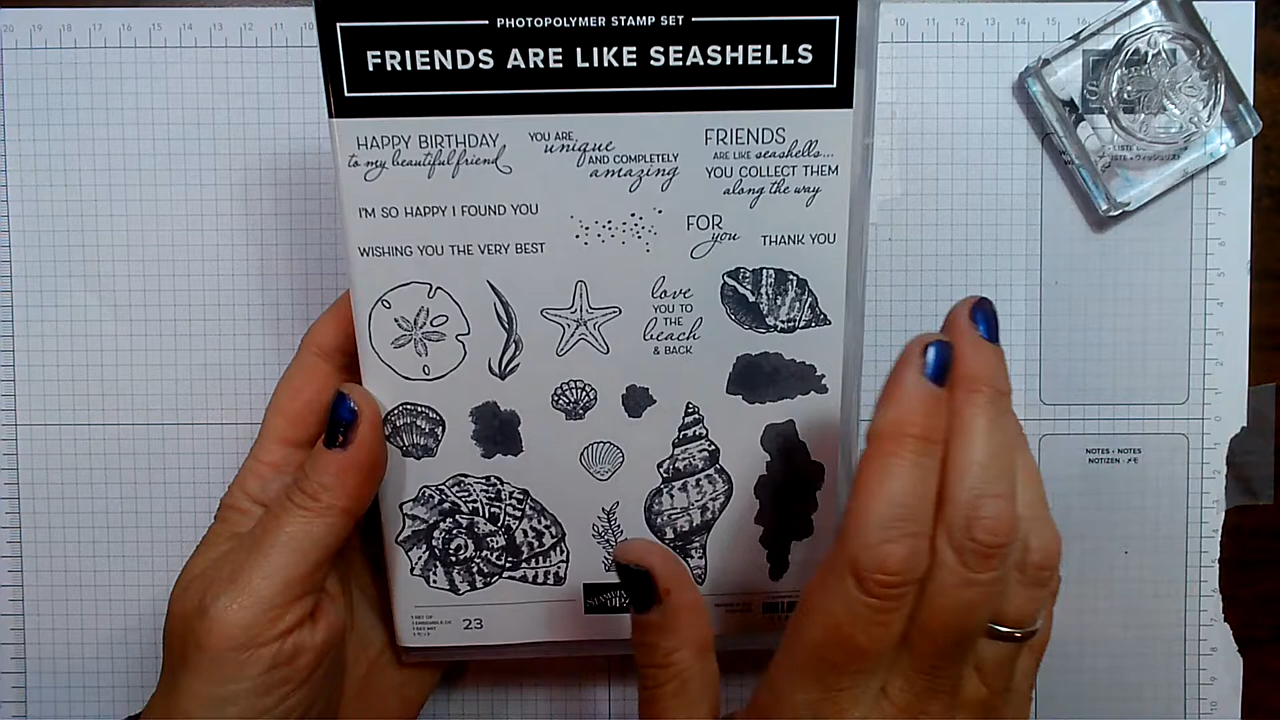 PHOTOPOLYMER STAMP SET
FRIENDS ARE LIKE SEASHELLS
HAPPY BIRTHDAY
to my beautiful friend
YOU ARE
unique
AND COMPLETELY
amazing
FRIENDS
ARE LIKE seashells...
YOU COLLECT THEM
along the way
I'M SO HAPPY I FOUND YOU
WISHING YOU THE VERY BEST
FOR
you
THANK YOU
love
YOU TO
THE
beach
& BACK
STAMPIN'
UP!
23
NOTES • NOTES
NOTIZEN • メモ